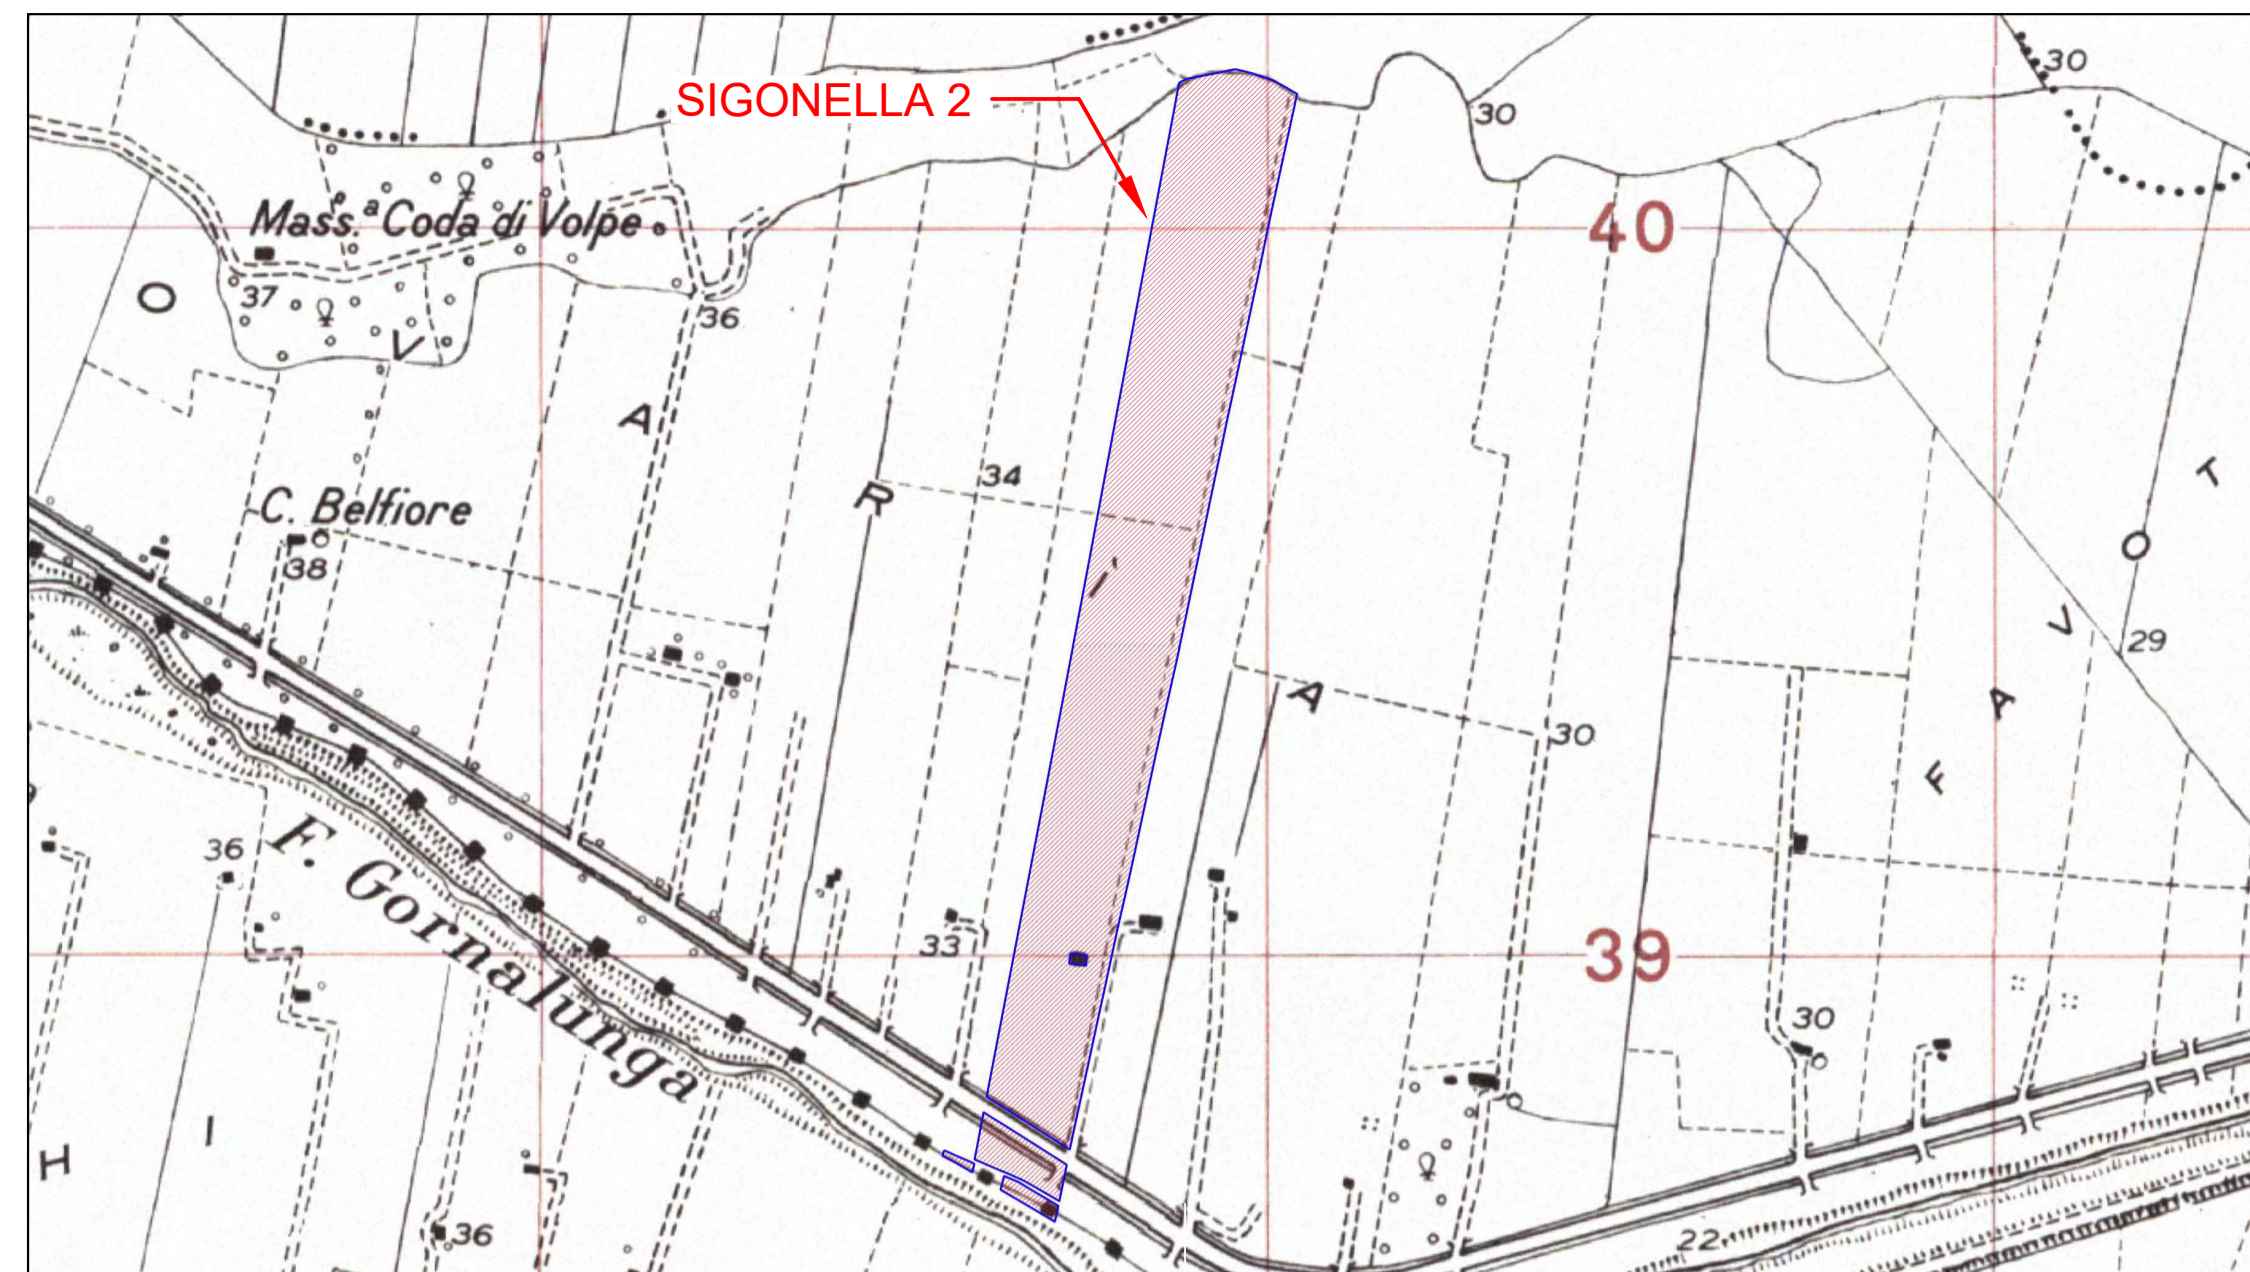 30
SIGONELLA 2
30
Mass.ª Coda di Volpe
40
37
O
36
V
A
34
T
R
C. Belfiore
O
38
V
29
A
A
30
F
36
F. Gornalunga
33
39
30
I
H
36
22